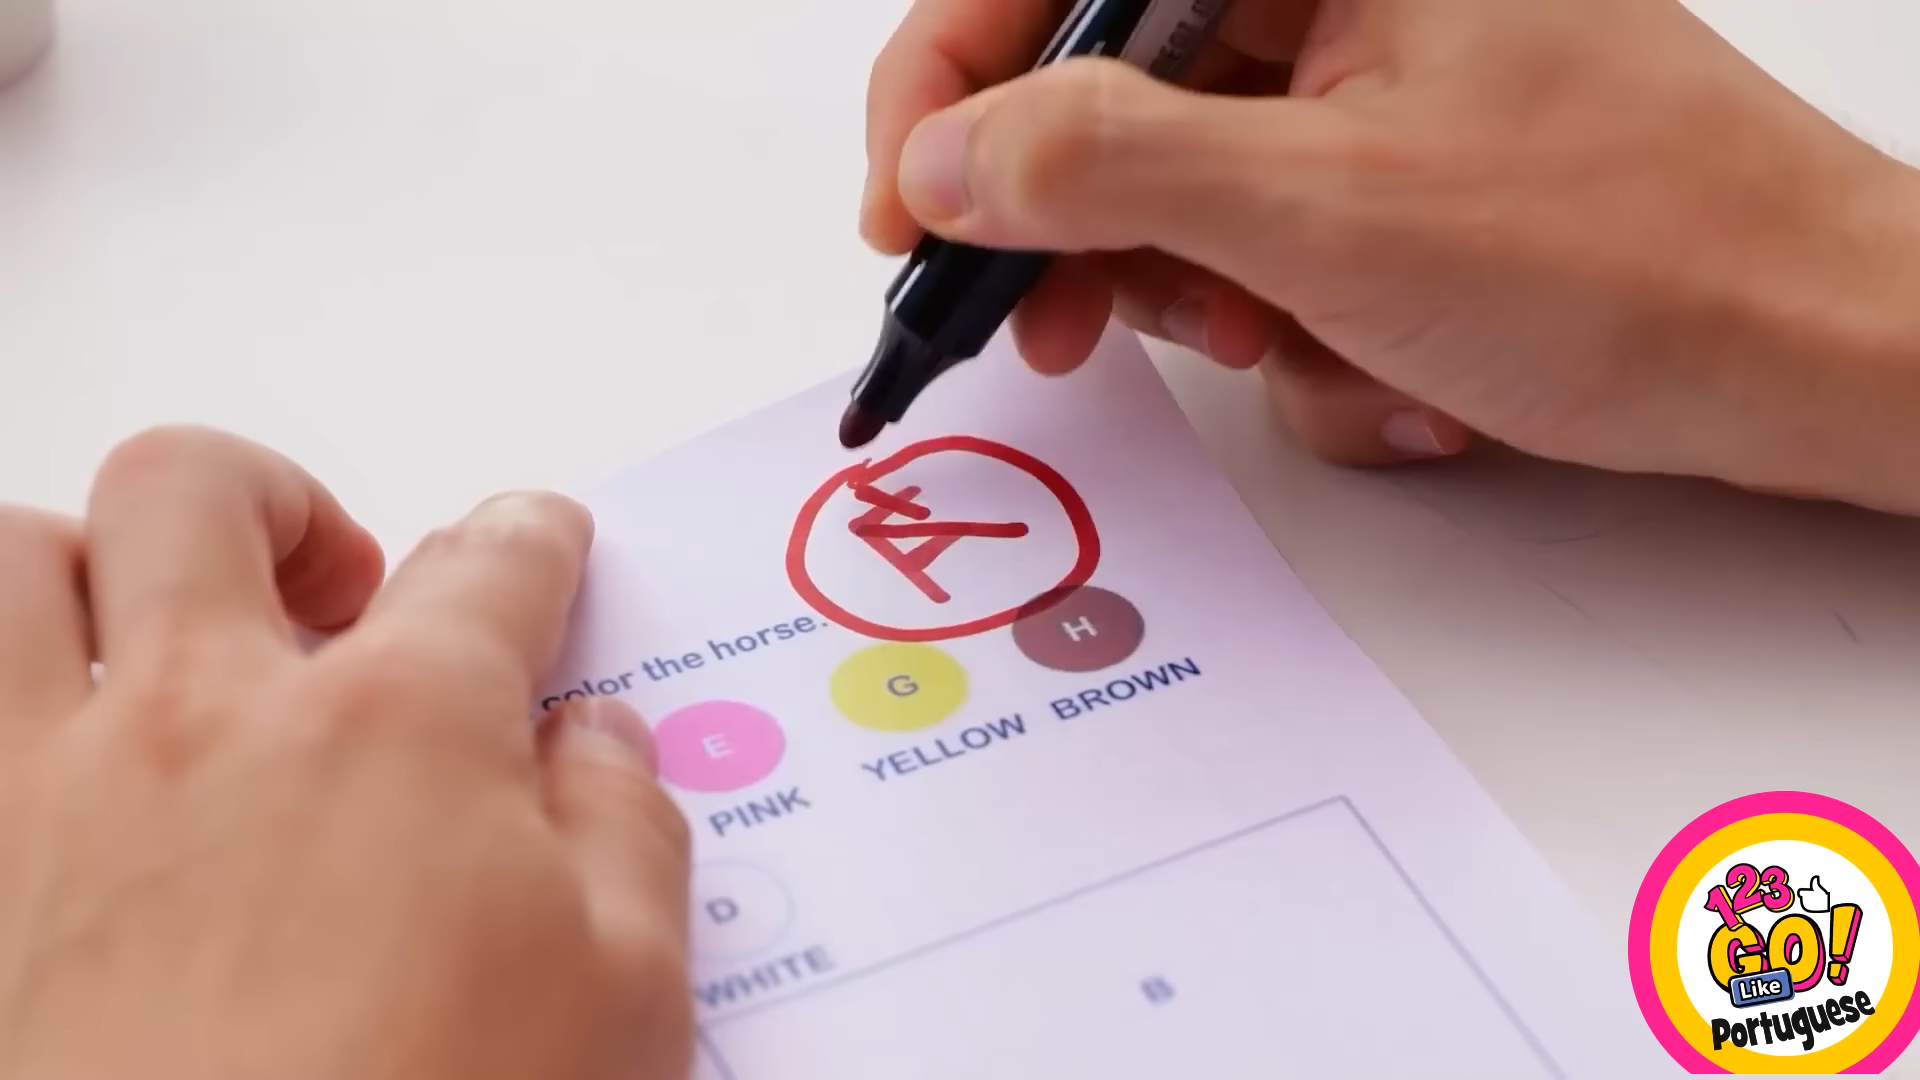 A+
color the horse.
E G H
PINK YELLOW BROWN
D
WHITE
B
123
GO!
Like
Portuguese